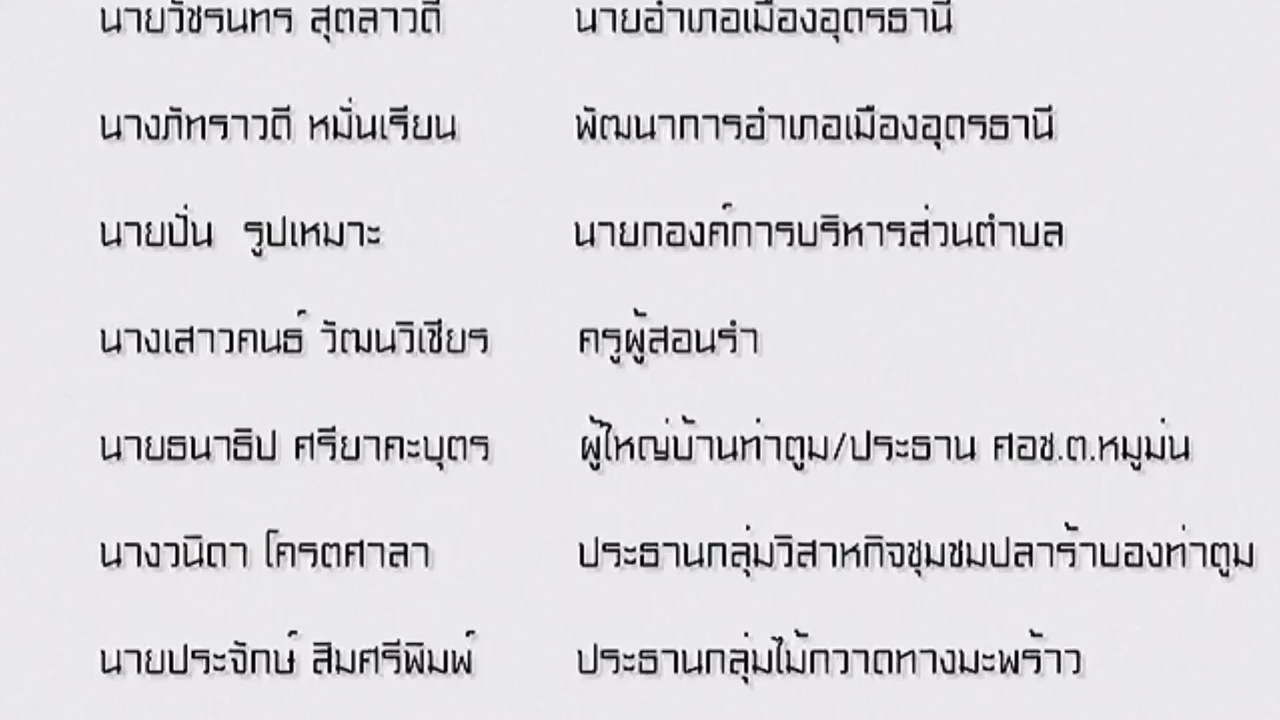 นายวัชรินทร์ สุตลาวดี นายอำเภอเมืองอุดรธานี
นางภัทราวดี หมั่นเรียน พัฒนาการอำเภอเมืองอุดรธานี
นายปั่น รูปเหมาะ นายกองค์การบริหารส่วนตำบล
นางเสาวคนธ์ วัฒนวิเชียร ครูผู้สอนรำ
นายธนาธิป ศรียาคะบุตร ผู้ใหญ่บ้านท่าตูม/ประธาน ศอช.ต.หมูม่น
นางวนิดา โครตศาลา ประธานกลุ่มวิสาหกิจชุมชมปลาร้าบองท่าตูม
นายประจักษ์ สิมศรีพิมพ์ ประธานกลุ่มไม้กวาดทางมะพร้าว